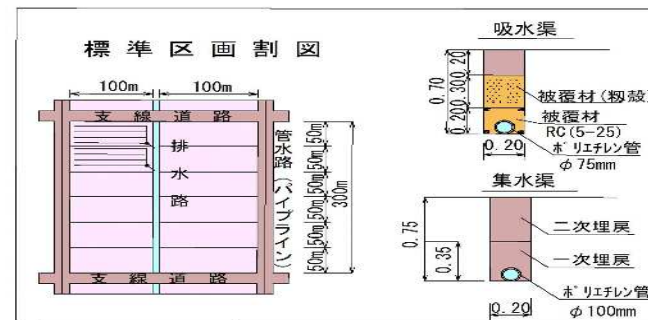 標準区画割図
100m
100m
支線道路
排水路
管水路(パイプライン)
50m
50m
50m
50m
50m
50m
300m
支線道路
吸水渠
0.70
0.20
0.30
0.20
被覆材(籾殻)
被覆材
RC(5-25)
ポリエチレン管
φ75mm
0.20
集水渠
0.75
0.35
二次埋戻
一次埋戻
ポリエチレン管
φ100mm
0.20